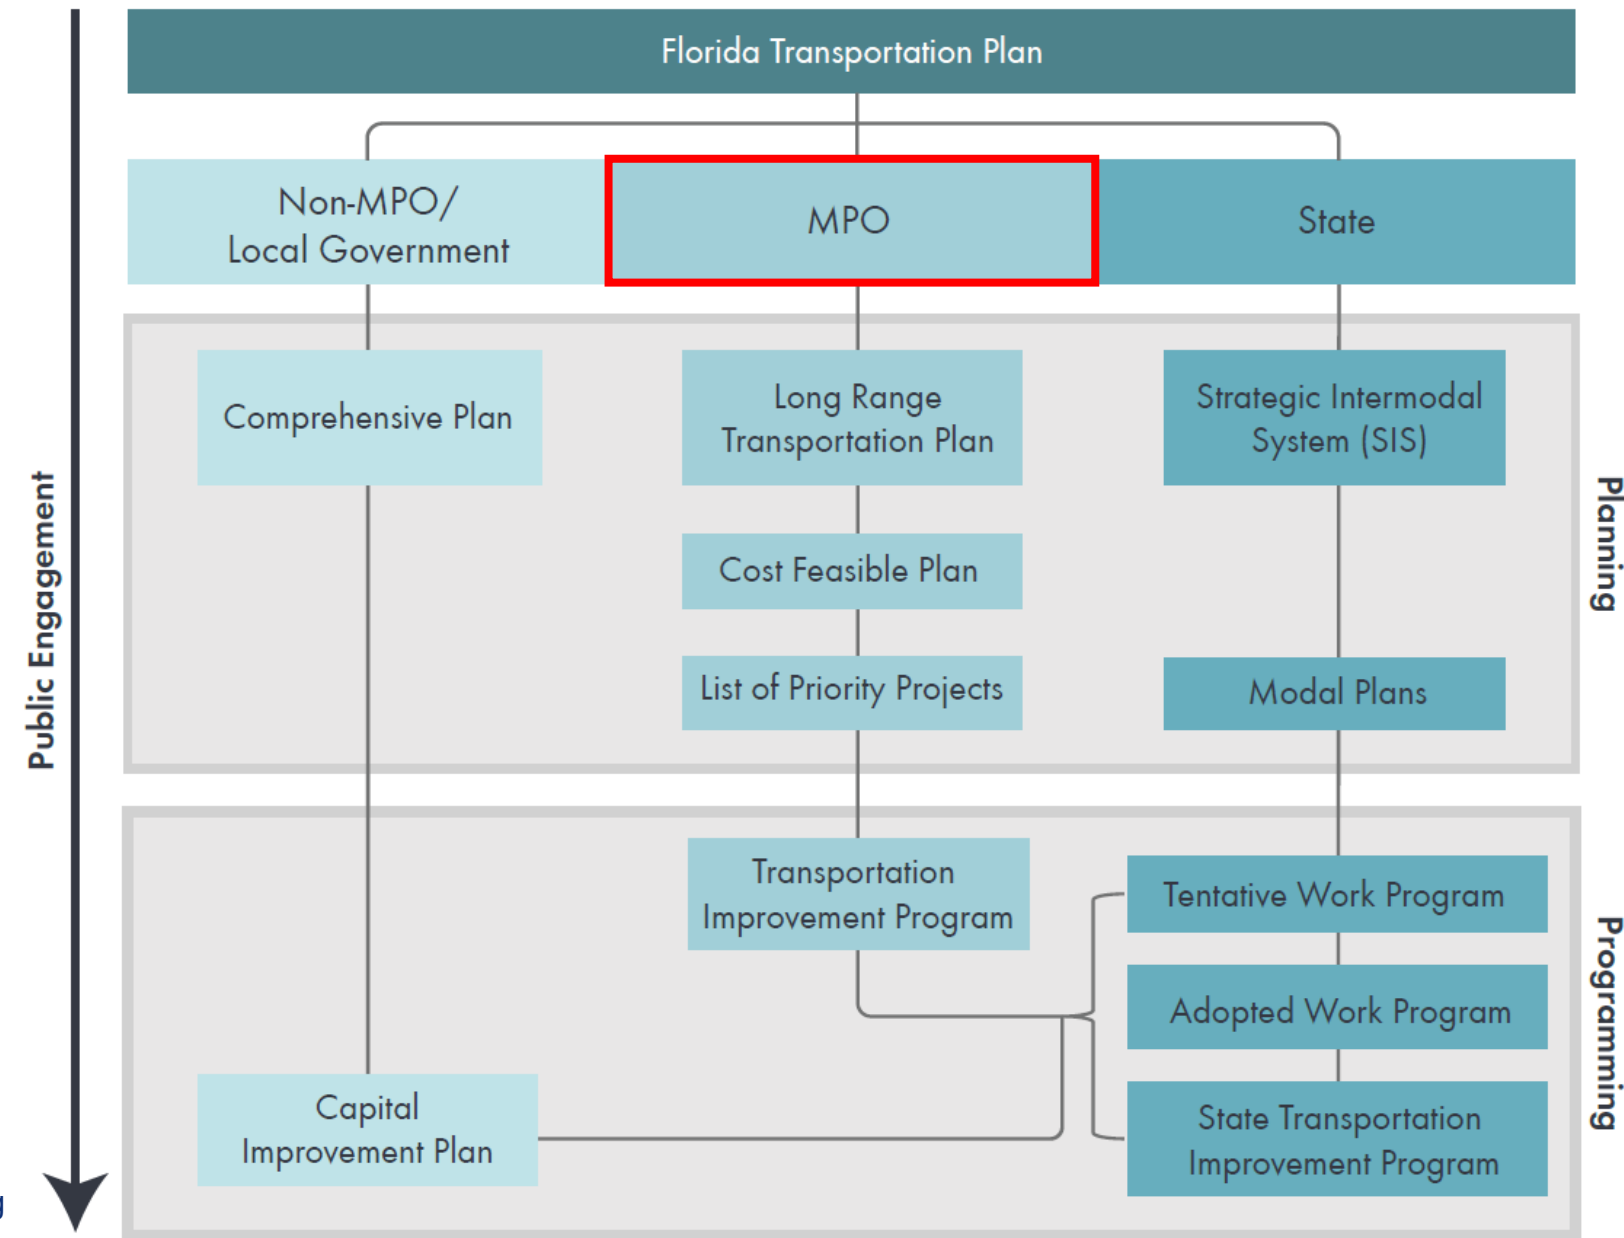 Florida Transportation Plan
Non-MPO/
Local Government
MPO
State
Comprehensive Plan
Long Range
Transportation Plan
Strategic Intermodal
System (SIS)
Cost Feasible Plan
List of Priority Projects
Modal Plans
Planning
Public Engagement
Transportation
Improvement Program
Tentative Work Program
Adopted Work Program
Capital
Improvement Plan
State Transportation
Improvement Program
Programming
g